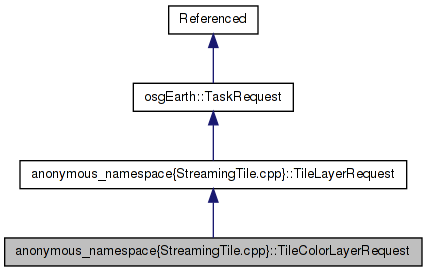 Referenced
osgEarth::TaskRequest
anonymous_namespace{StreamingTile.cpp}::TileLayerRequest
anonymous_namespace{StreamingTile.cpp}::TileColorLayerRequest